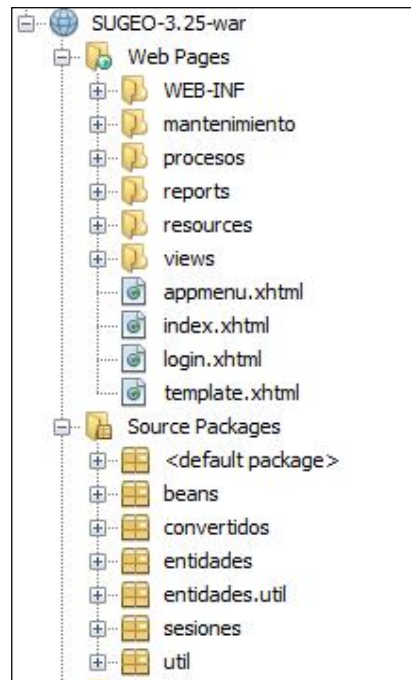 SUGEO-3.25-war
Web Pages
WEB-INF
mantenimiento
procesos
reports
resources
views
appmenu.xhtml
index.xhtml
login.xhtml
template.xhtml
Source Packages
<default package>
beans
convertidos
entidades
entidades.util
sesiones
util